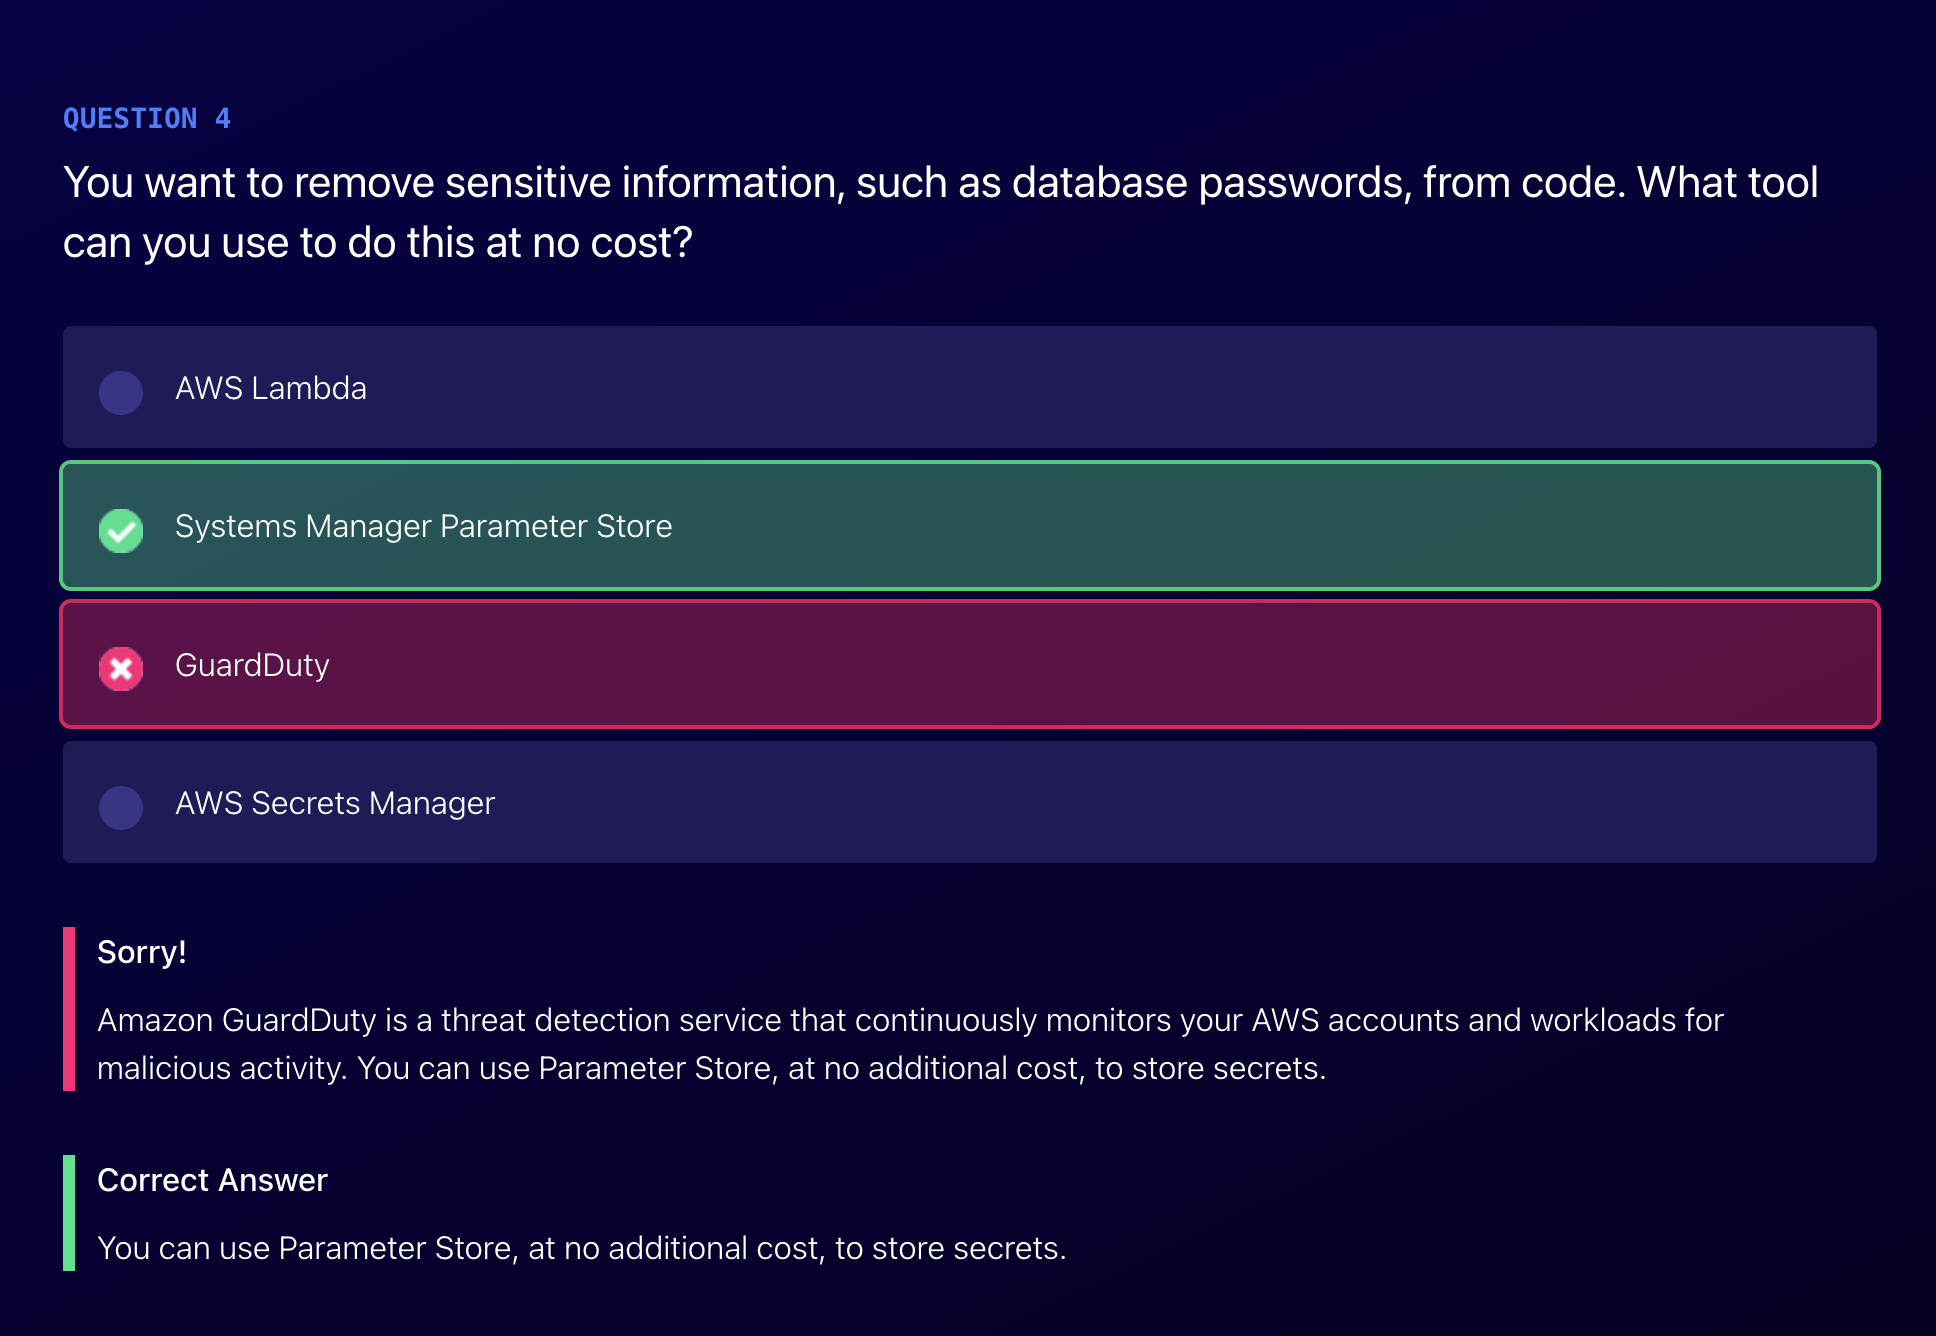 QUESTION 4
You want to remove sensitive information, such as database passwords, from code. What tool
can you use to do this at no cost?
AWS Lambda
Systems Manager Parameter Store
GuardDuty
AWS Secrets Manager
Sorry!
Amazon GuardDuty is a threat detection service that continuously monitors your AWS accounts and workloads for
malicious activity. You can use Parameter Store, at no additional cost, to store secrets.
Correct Answer
You can use Parameter Store, at no additional cost, to store secrets.